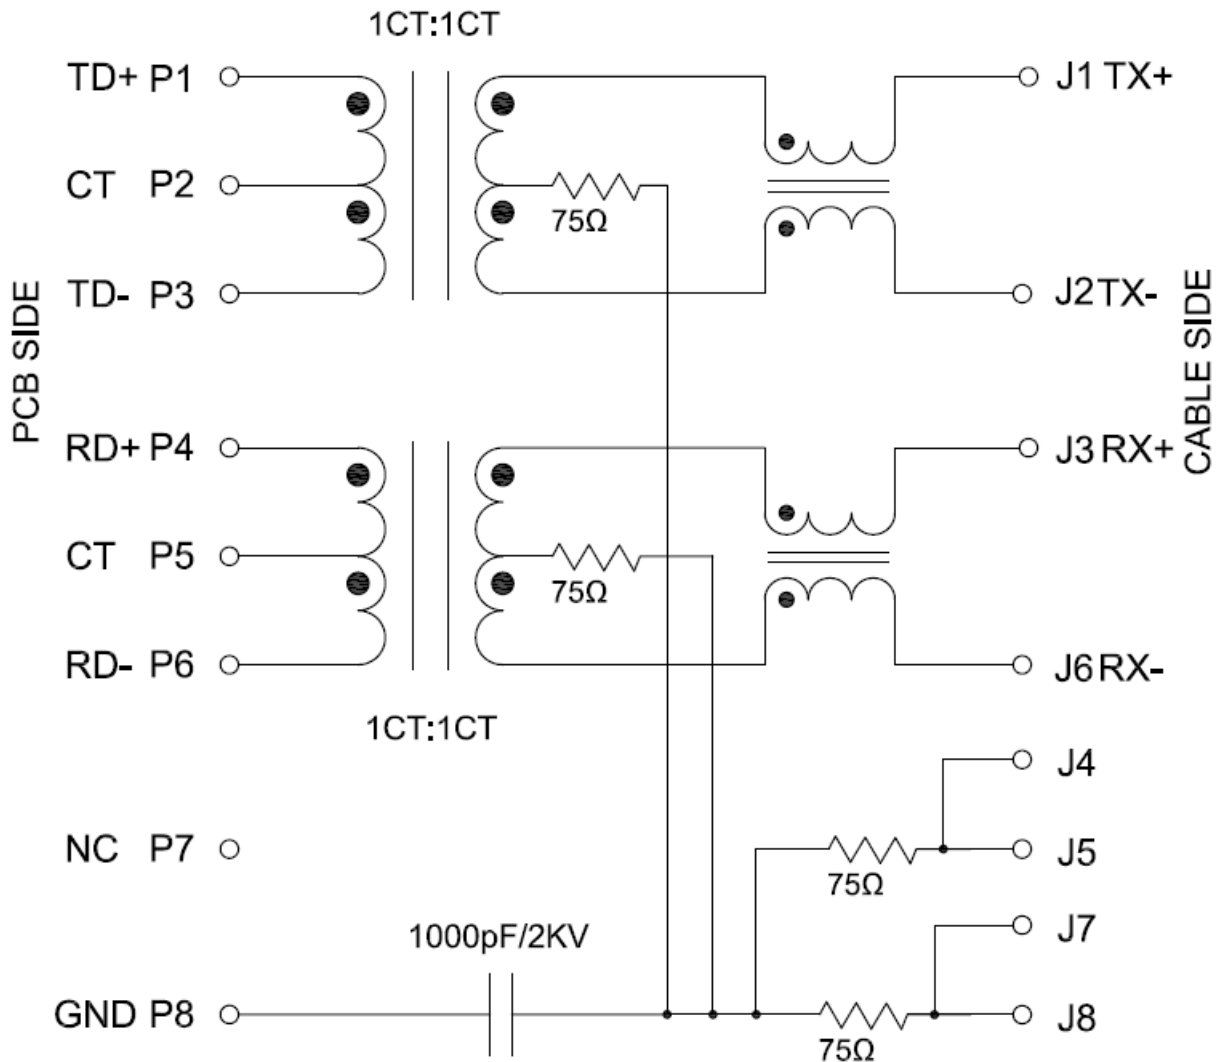 1CT:1CT
TD+ P1
J1 TX+
CT P2
75Ω
TD- P3
J2 TX-
PCB SIDE
CABLE SIDE
RD+ P4
J3 RX+
CT P5
75Ω
RD- P6
J6 RX-
1CT:1CT
J4
NC P7
J5
75Ω
J7
1000pF/2KV
GND P8
J8
75Ω